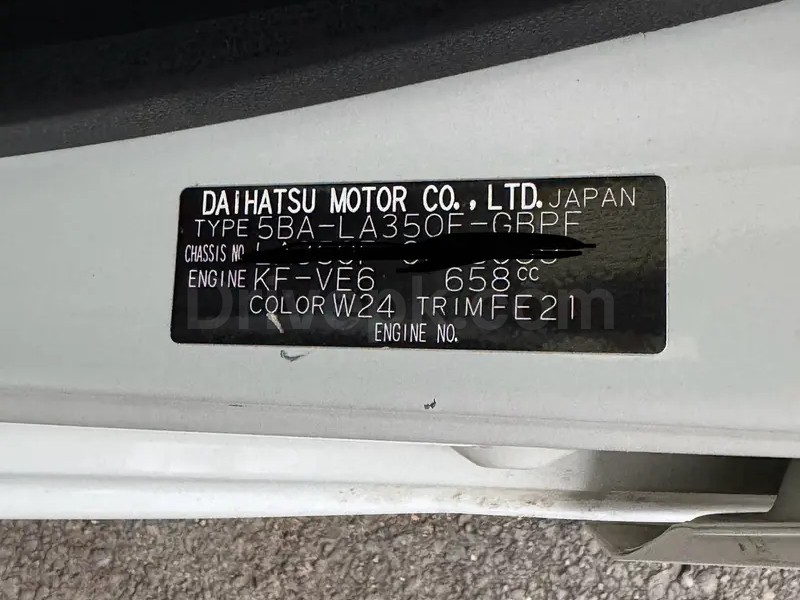 DAIHATSU MOTOR CO., LTD. JAPAN
TYPE 5BA-LA350F-GBPF
CHASSIS NO.
ENGINE KF-VE6 658cc
COLOR W24 TRIM FE21
ENGINE NO.